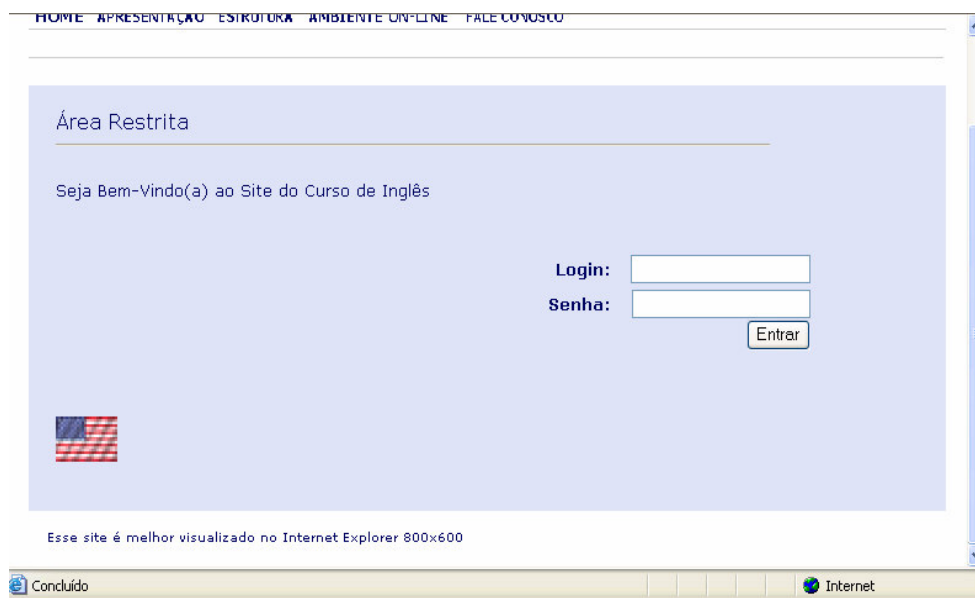 HOME APRESENTAÇÃO ESTRUTURA AMBIENTE ON-LINE FALE CONOSCO
Área Restrita
Seja Bem-Vindo(a) ao Site do Curso de Inglês
Login:
Senha:
Entrar
Esse site é melhor visualizado no Internet Explorer 800x600
Concluído Internet